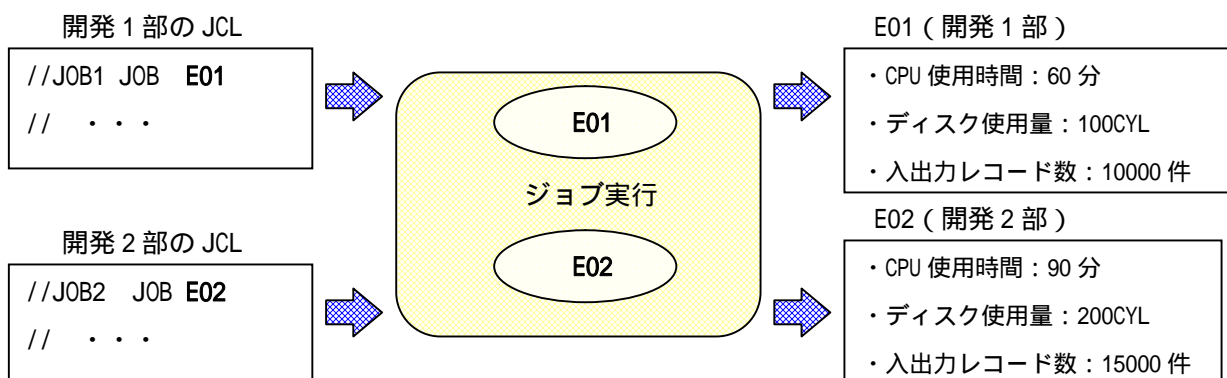 開発１部の JCL
//JOB1 JOB E01
// ・・・
E01
ジョブ実行
E02
開発２部の JCL
//JOB2 JOB E02
// ・・・
E01（開発１部）
・CPU 使用時間：60 分
・ディスク使用量：100CYL
・入出力レコード数：10000 件
E02（開発２部）
・CPU 使用時間：90 分
・ディスク使用量：200CYL
・入出力レコード数：15000 件